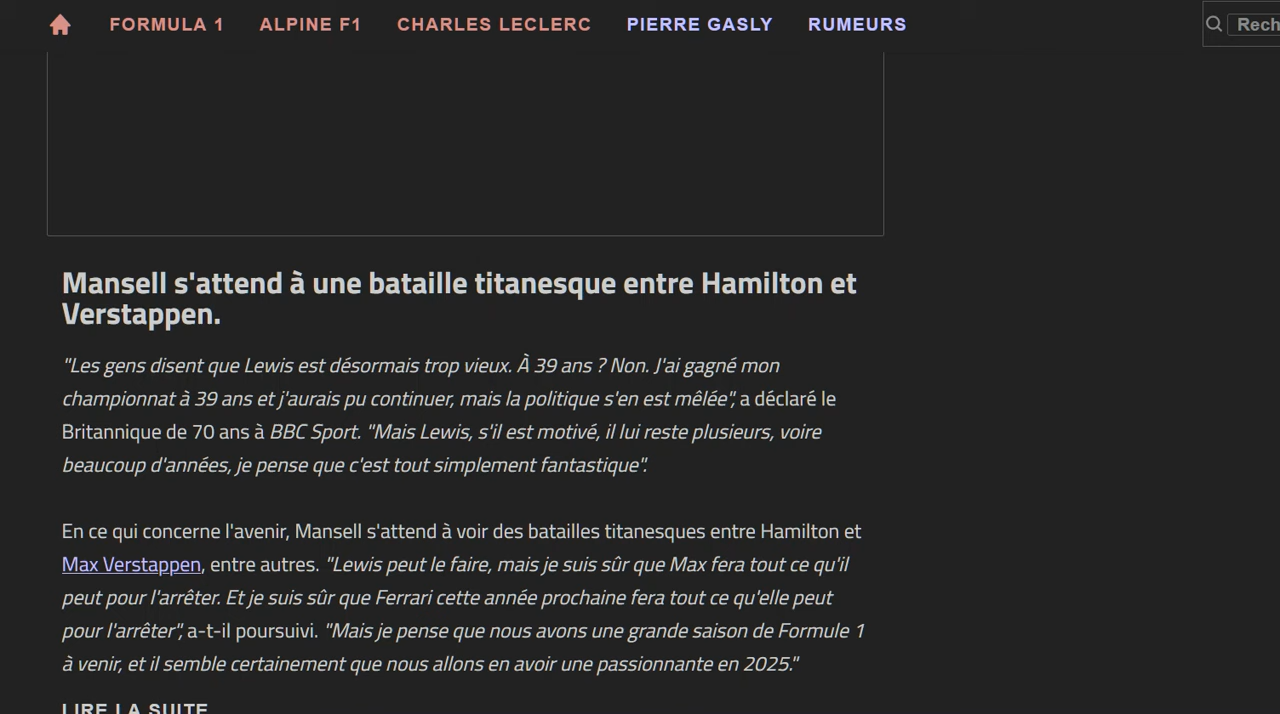 FORMULA 1 ALPINE F1 CHARLES LECLERC PIERRE GASLY RUMEURS Rech
Mansell s'attend à une bataille titanesque entre Hamilton et
Verstappen.
"Les gens disent que Lewis est désormais trop vieux. À 39 ans ? Non. J'ai gagné mon
championnat à 39 ans et j'aurais pu continuer, mais la politique s'en est mêlée", a déclaré le
Britannique de 70 ans à BBC Sport. "Mais Lewis, s'il est motivé, il lui reste plusieurs, voire
beaucoup d'années, je pense que c'est tout simplement fantastique".
En ce qui concerne l'avenir, Mansell s'attend à voir des batailles titanesques entre Hamilton et
Max Verstappen, entre autres. "Lewis peut le faire, mais je suis sûr que Max fera tout ce qu'il
peut pour l'arrêter. Et je suis sûr que Ferrari cette année prochaine fera tout ce qu'elle peut
pour l'arrêter", a-t-il poursuivi. "Mais je pense que nous avons une grande saison de Formule 1
à venir, et il semble certainement que nous allons en avoir une passionnante en 2025."
LIRE LA SUITE